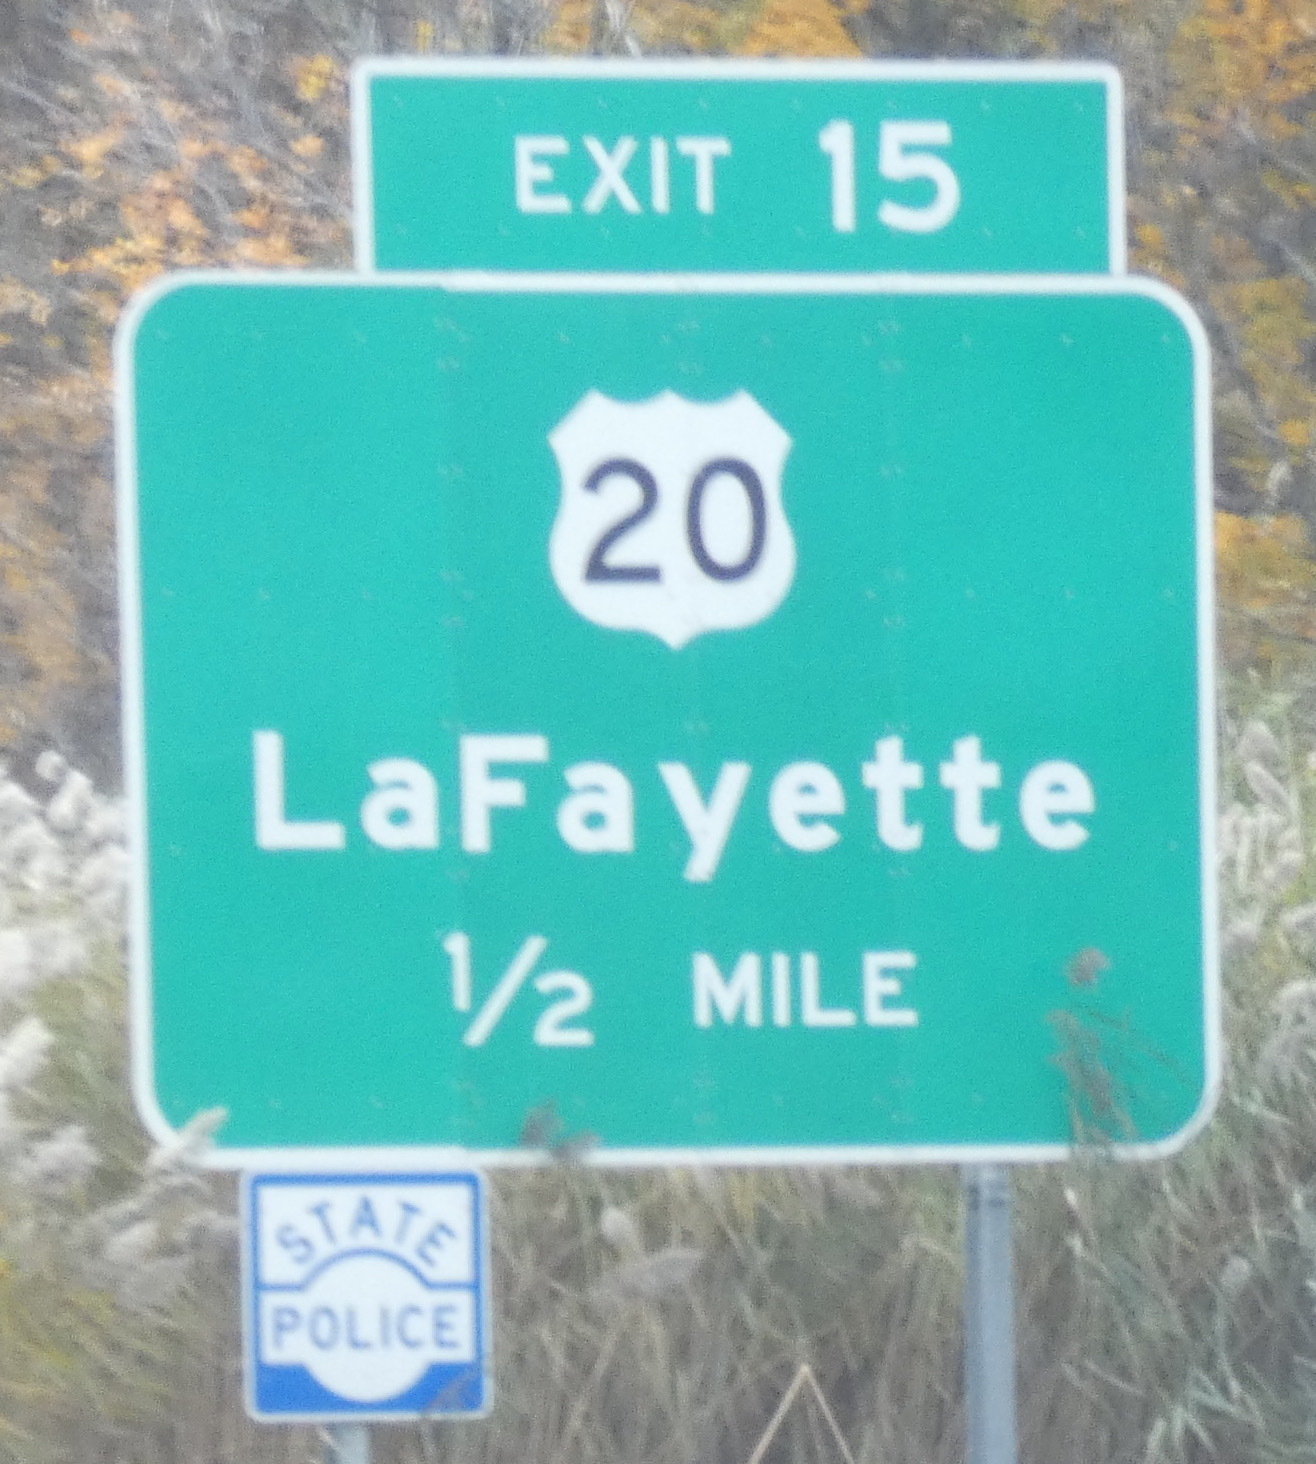 EXIT 15
20
LaFayette
1/2 MILE
STATE
POLICE